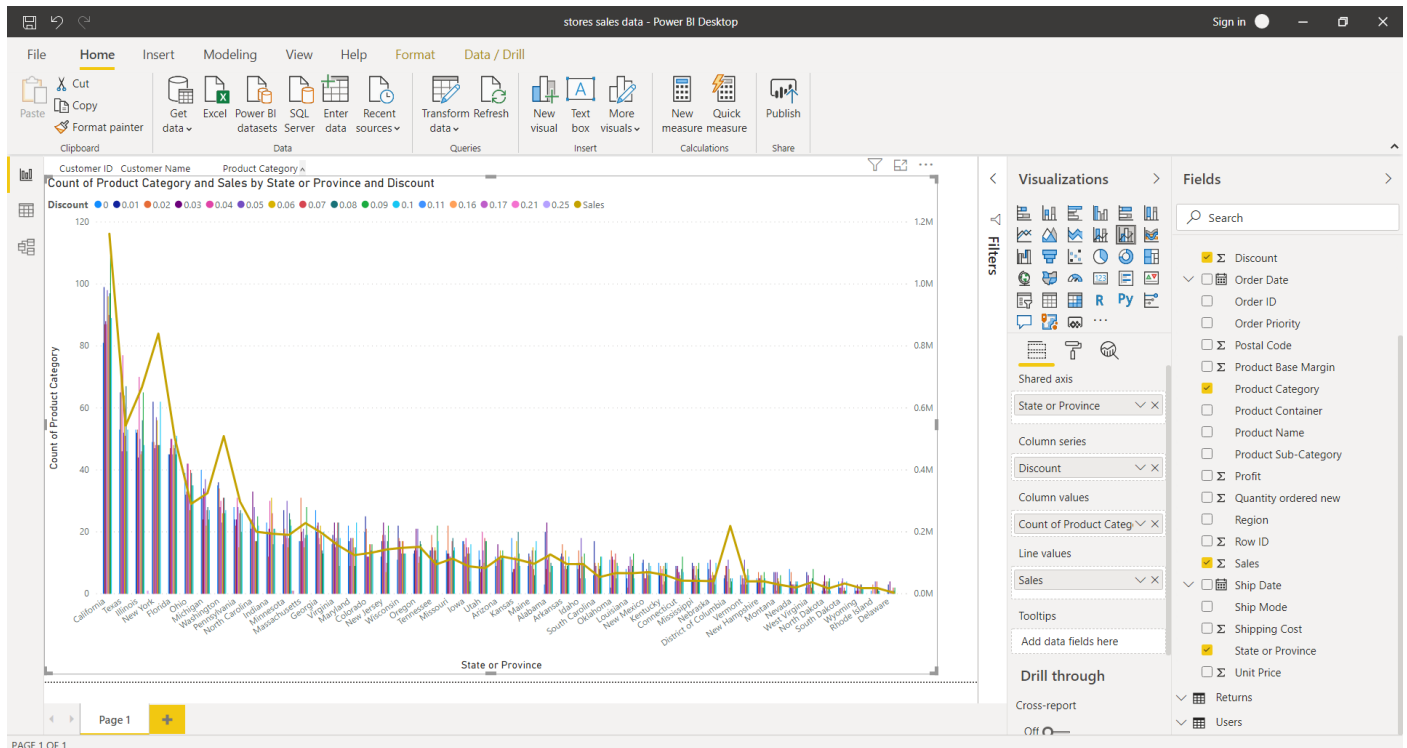 stores sales data - Power BI Desktop
Sign in
File Home Insert Modeling View Help Format Data / Drill
Paste
Cut
Copy
Format painter
Clipboard
Get data
Excel
Power BI datasets
SQL Server
Enter data
Recent sources
Data
Transform data
Refresh
Queries
New visual
Text box
More visuals
Insert
New measure
Quick measure
Calculations
Publish
Share
Customer ID Customer Name Product Category
Count of Product Category and Sales by State or Province and Discount
Discount 0 0.01 0.02 0.03 0.04 0.05 0.06 0.07 0.08 0.09 0.1 0.11 0.16 0.17 0.21 0.25 Sales
Count of Product Category
120
100
80
60
40
20
0
1.2M
1.0M
0.8M
0.6M
0.4M
0.2M
0.0M
California
Texas
Illinois
New York
Florida
Ohio
Michigan
Washington
Pennsylvania
North Carolina
Indiana
Minnesota
Massachusetts
Georgia
Virginia
Maryland
Colorado
New Jersey
Wisconsin
Oregon
Tennessee
Missouri
Iowa
Utah
Arizona
Kansas
Maine
Alabama
Arkansas
Idaho
South Carolina
Oklahoma
Louisiana
New Mexico
Kentucky
Connecticut
Mississippi
Nebraska
District of Columbia
Vermont
New Hampshire
Montana
Nevada
West Virginia
North Dakota
South Dakota
Wyoming
Rhode Island
Delaware
State or Province
Page 1
PAGE 1 OF 1
Filters
Visualizations
123
R Py
Shared axis
State or Province
Column series
Discount
Column values
Count of Product Categ
Line values
Sales
Tooltips
Add data fields here
Drill through
Cross-report
Off
Fields
Search
Discount
Order Date
Order ID
Order Priority
Postal Code
Product Base Margin
Product Category
Product Container
Product Name
Product Sub-Category
Profit
Quantity ordered new
Region
Row ID
Sales
Ship Date
Ship Mode
Shipping Cost
State or Province
Unit Price
Returns
Users